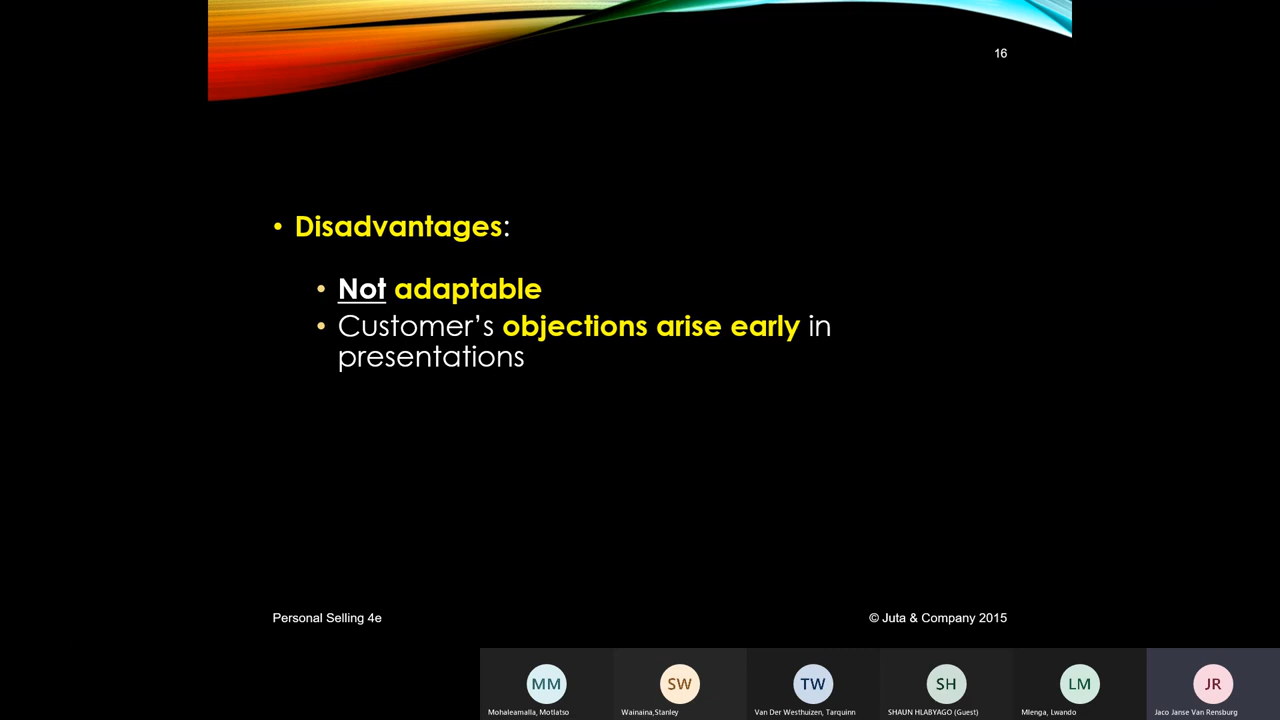 16
• Disadvantages:
• Not adaptable
• Customer’s objections arise early in
presentations
Personal Selling 4e
© Juta & Company 2015
MM
SW
TW
SH
LM
JR
Mohaleamalla, Motlatso
Wainaina,Stanley
Van Der Westhuizen, Tarquinn
SHAUN HLABYAGO (Guest)
Mlenga, Lwando
Jaco Janse Van Rensburg